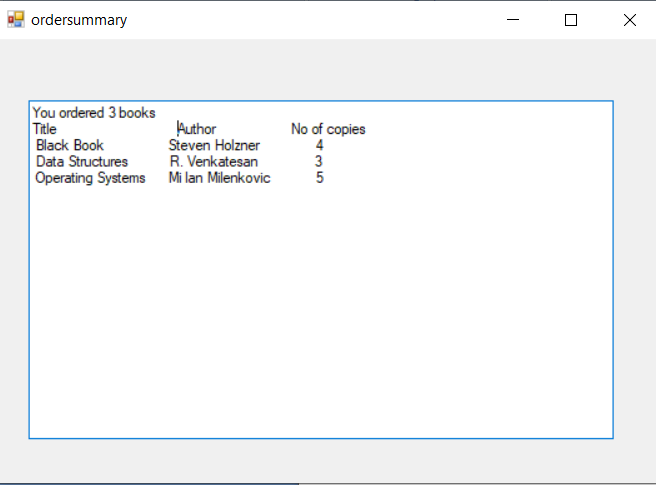 ordersummary
You ordered 3 books
Title Author No of copies
Black Book Steven Holzner 4
Data Structures R. Venkatesan 3
Operating Systems Mi lan Milenkovic 5